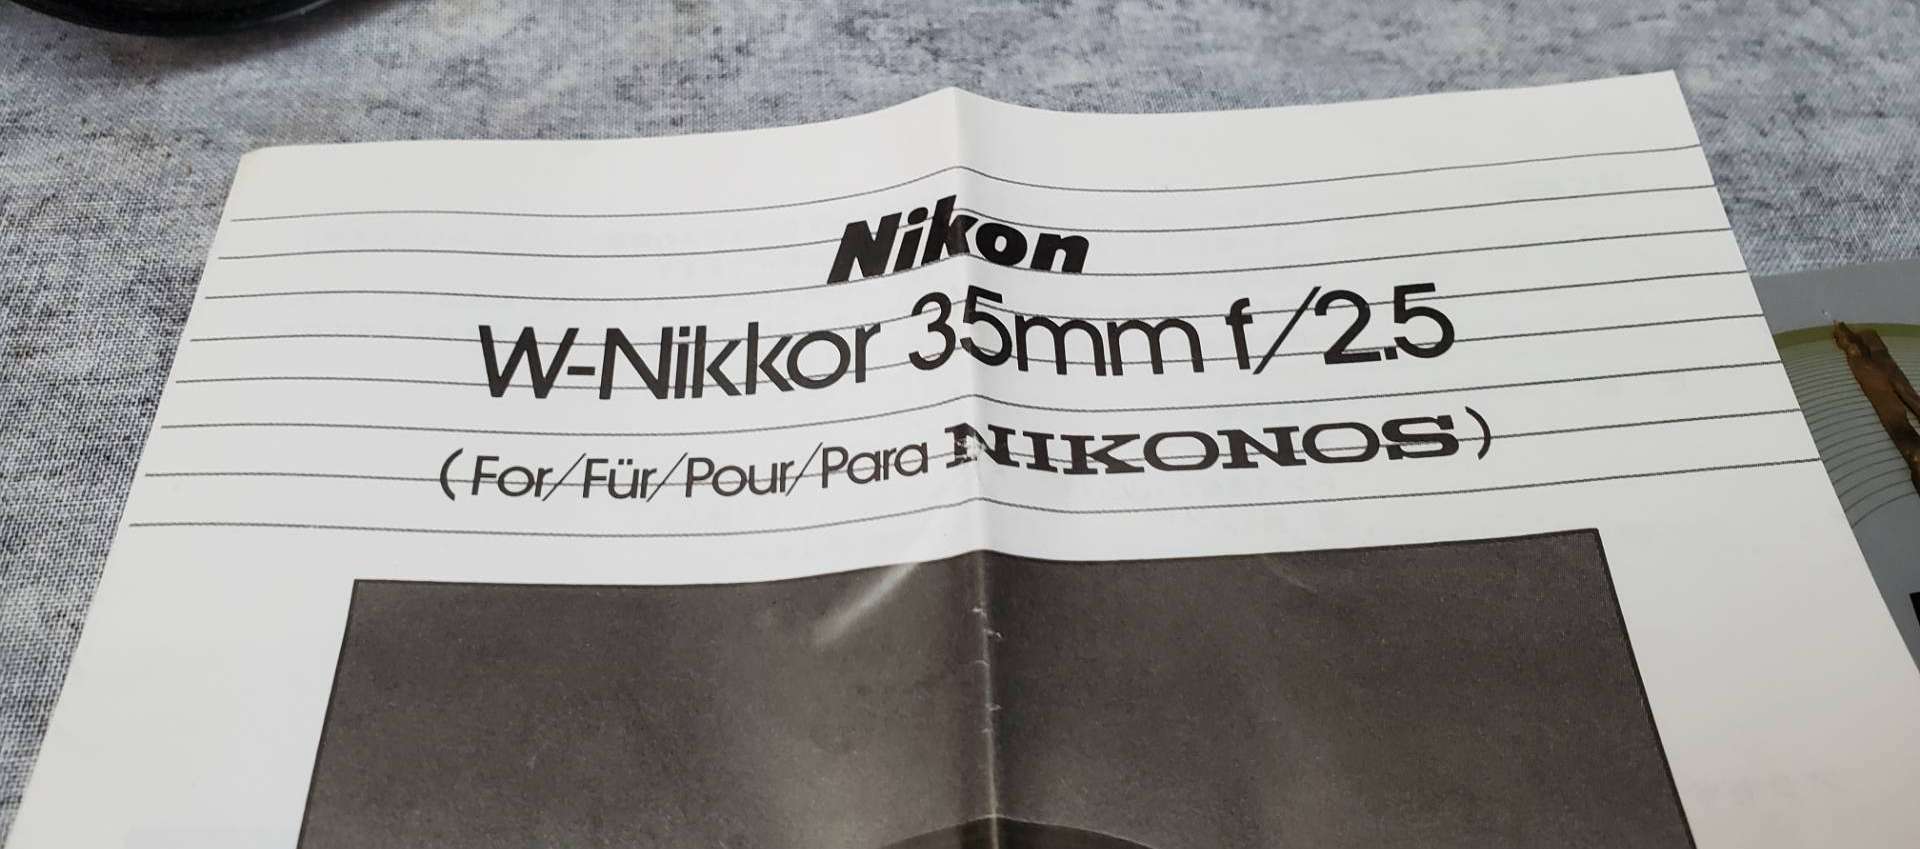 Nikon
W-Nikkor 35mm f/2.5
(For/Für/Pour/Para NIKONOS)